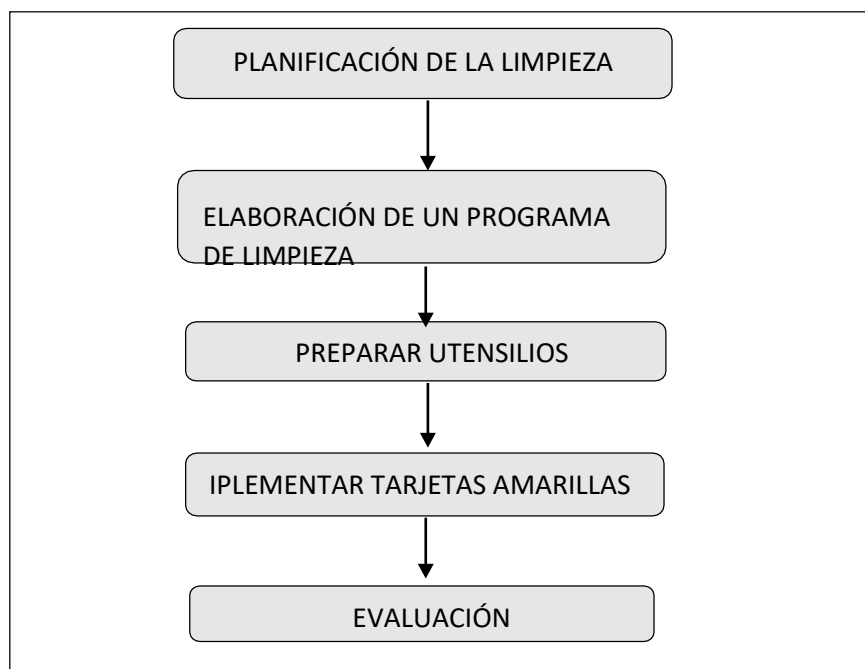 PLANIFICACIÓN DE LA LIMPIEZA
ELABORACIÓN DE UN PROGRAMA
DE LIMPIEZA
PREPARAR UTENSILIOS
IPLEMENTAR TARJETAS AMARILLAS
EVALUACIÓN